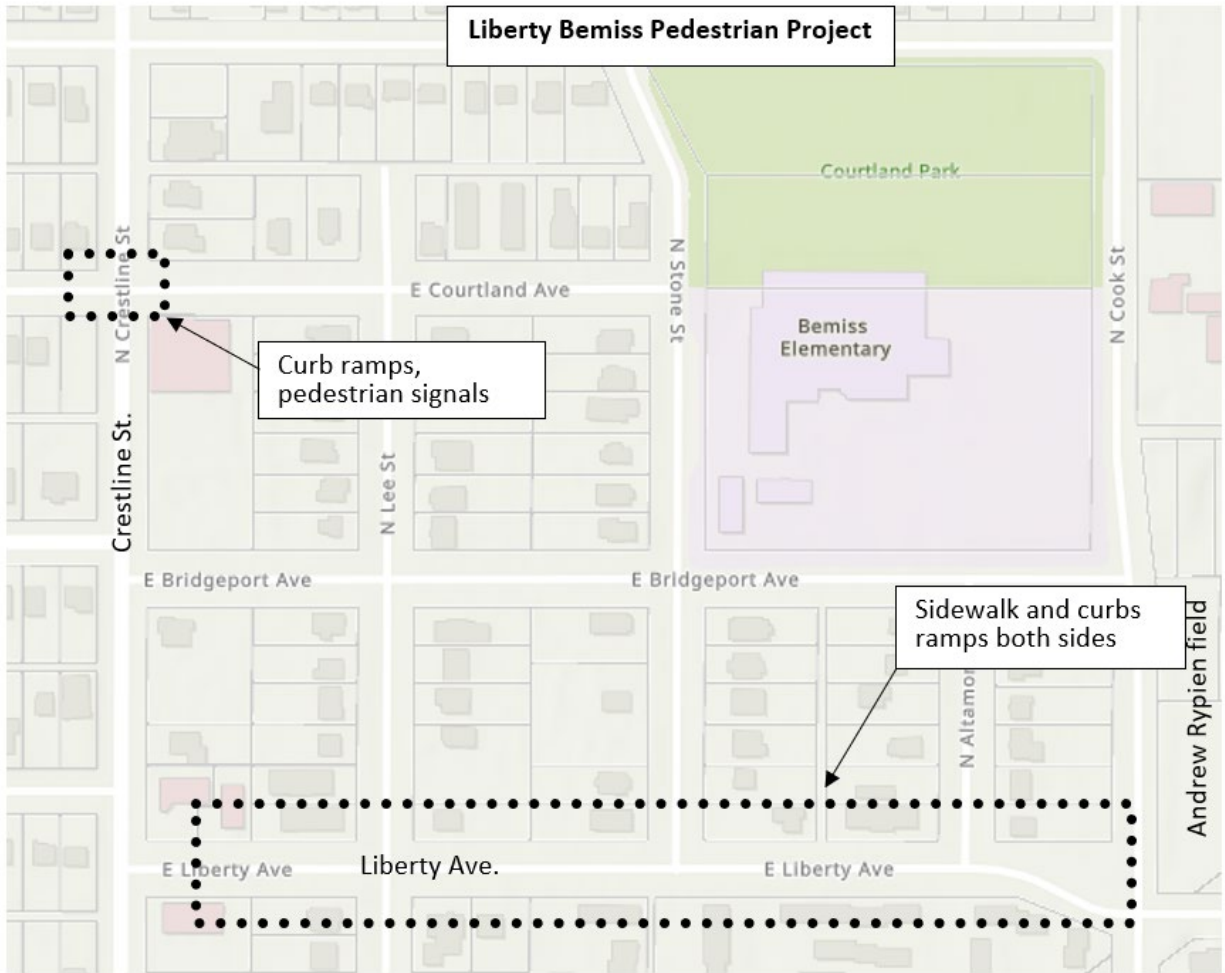 Liberty Bemiss Pedestrian Project
Courtland Park
N Crestline St
E Courtland Ave
N Stone St
N Cook St
Bemiss
Elementary
Curb ramps,
pedestrian signals
Crestline St.
N Lee St
E Bridgeport Ave
E Bridgeport Ave
Sidewalk and curbs
ramps both sides
Andrew Rypien field
N Altamon
E Liberty Ave
Liberty Ave.
E Liberty Ave